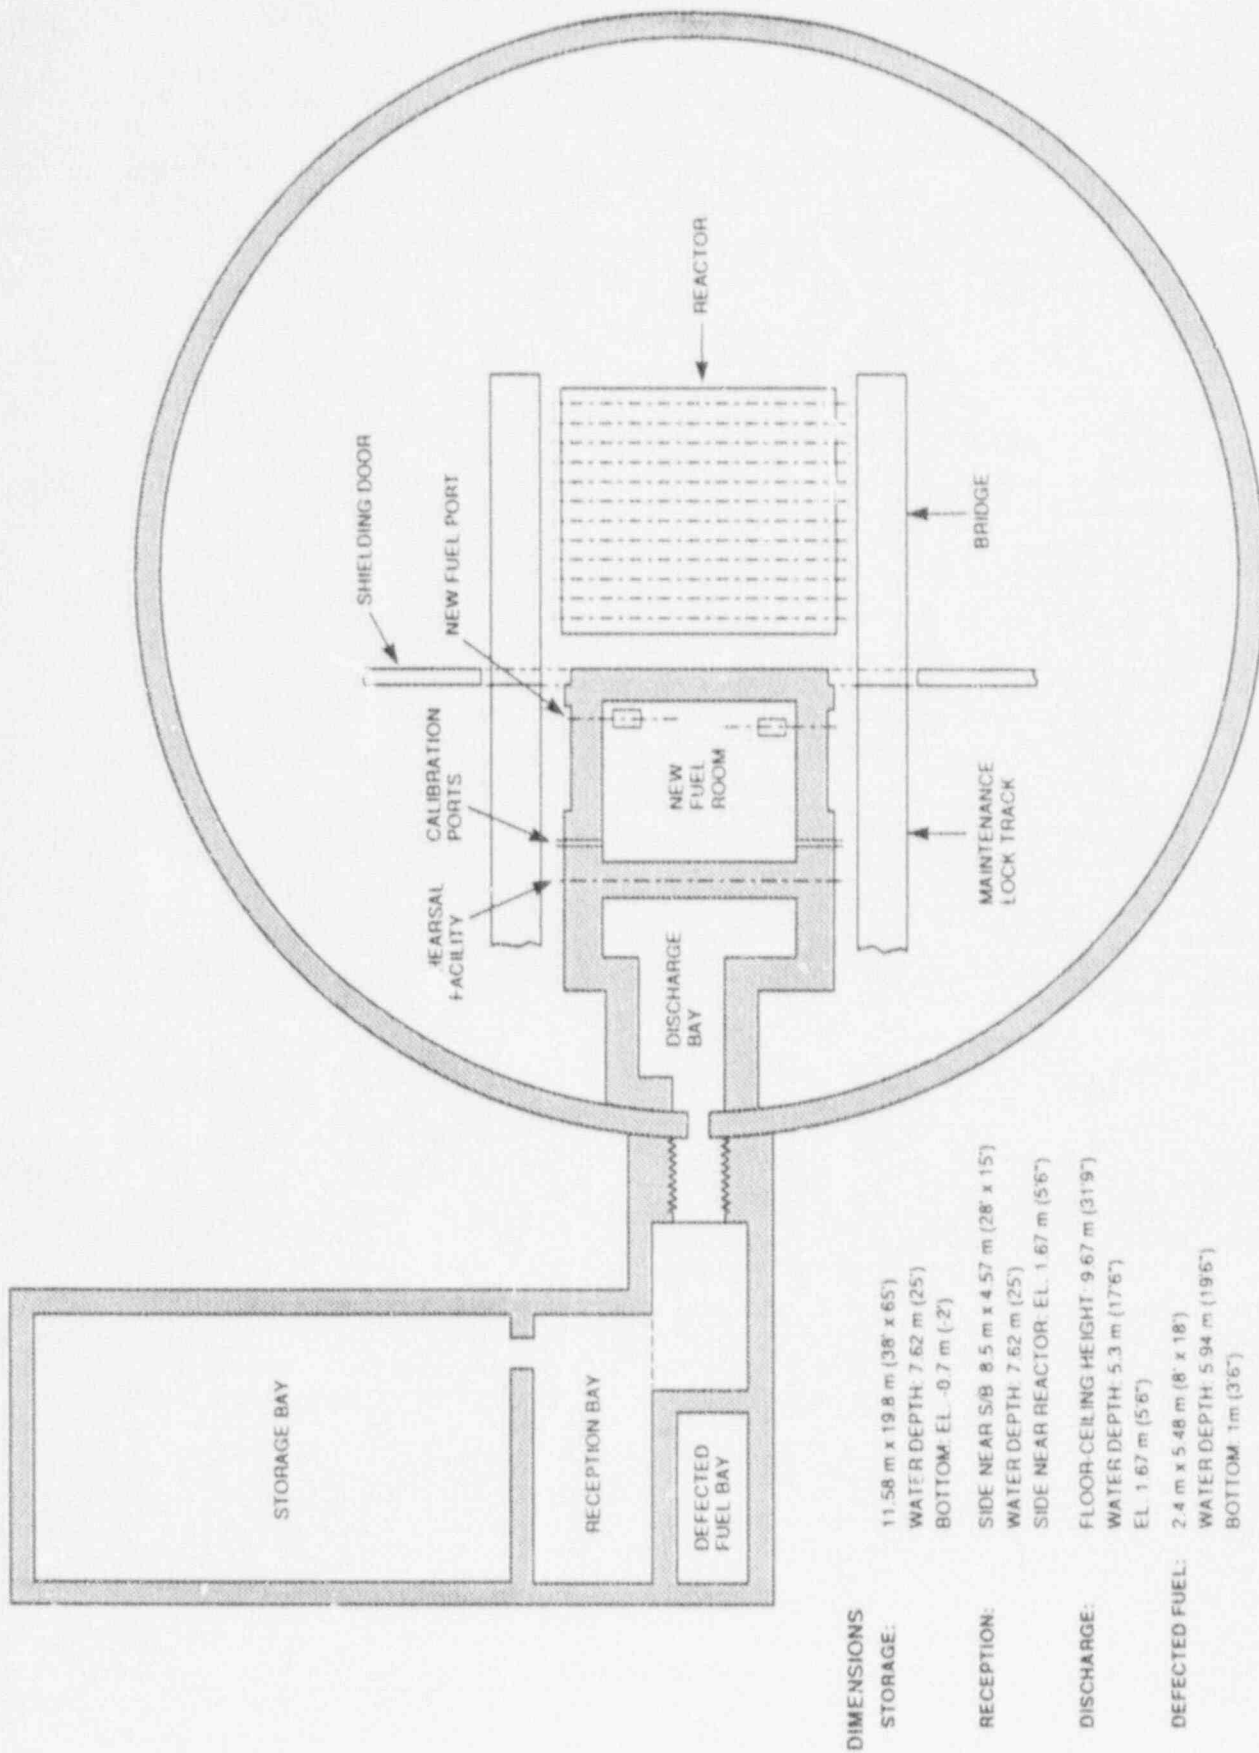 STORAGE BAY
RECEPTION BAY
DEFECTED
FUEL BAY
DISCHARGE
BAY
FACILITY
CALIBRATION
PORTS
NEW FUEL PORT
SHIELDING DOOR
NEW
FUEL
ROOM
REACTOR
MAINTENANCE
LOCK TRACK
BRIDGE
DIMENSIONS
STORAGE: 11.58 m x 19.8 m (38' x 65')
WATER DEPTH: 7.62 m (25')
BOTTOM: EL. -0.7 m (-2')
RECEPTION: SIDE NEAR S/B 8.5 m x 4.57 m (28' x 15')
WATER DEPTH: 7.62 m (25')
SIDE NEAR REACTOR: EL. 1.67 m (5'6")
DISCHARGE: FLOOR-CEILING HEIGHT 9.67 m (31'9")
WATER DEPTH: 5.3 m (17'6")
EL. 1.67 m (5'6")
DEFECTED FUEL: 2.4 m x 5.48 m (8' x 18')
WATER DEPTH: 5.94 m (19'6")
BOTTOM: 1m (3'6")